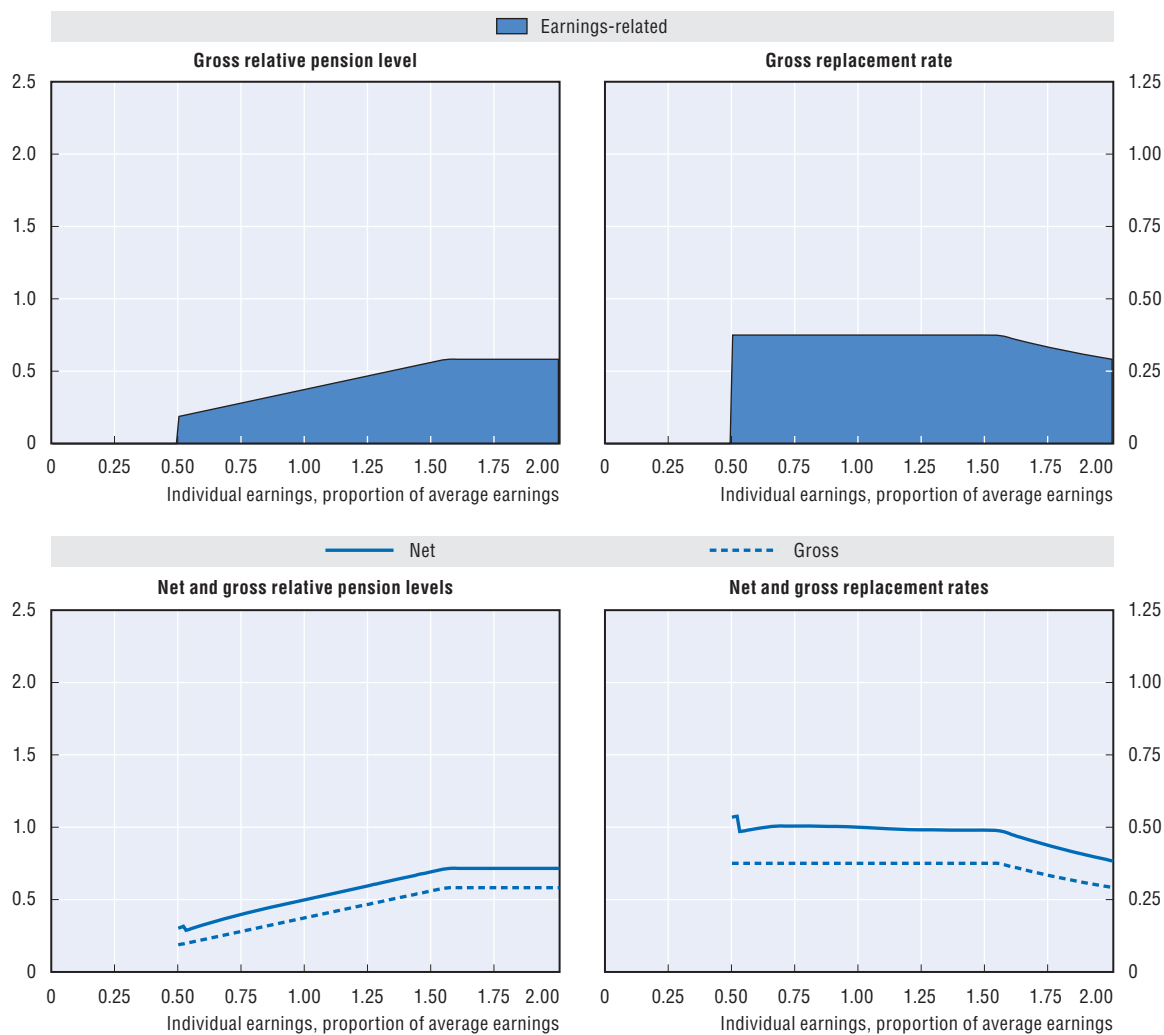 Earnings-related
Gross relative pension level
2.5
2.0
1.5
1.0
0.5
0
0 0.25 0.50 0.75 1.00 1.25 1.50 1.75 2.00
Individual earnings, proportion of average earnings
Gross replacement rate
1.25
1.00
0.75
0.50
0.25
0
0 0.25 0.50 0.75 1.00 1.25 1.50 1.75 2.00
Individual earnings, proportion of average earnings
Net Gross
Net and gross relative pension levels
2.5
2.0
1.5
1.0
0.5
0
0 0.25 0.50 0.75 1.00 1.25 1.50 1.75 2.00
Individual earnings, proportion of average earnings
Net and gross replacement rates
1.25
1.00
0.75
0.50
0.25
0
0 0.25 0.50 0.75 1.00 1.25 1.50 1.75 2.00
Individual earnings, proportion of average earnings